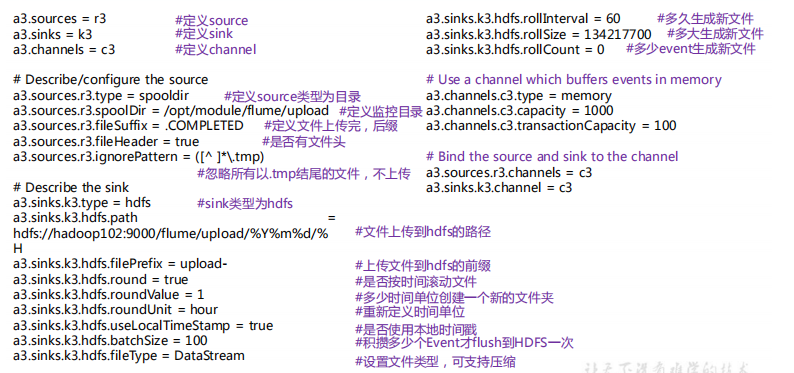 a3.sources = r3 #定义source
a3.sinks = k3 #定义sink
a3.channels = c3 #定义channel
# Describe/configure the source
a3.sources.r3.type = spooldir #定义source类型为目录
a3.sources.r3.spoolDir = /opt/module/flume/upload #定义监控目录
a3.sources.r3.fileSuffix = .COMPLETED #定义文件上传完，后缀
a3.sources.r3.fileHeader = true #是否有文件头
a3.sources.r3.ignorePattern = ([^ ]*\.tmp)
#忽略所有以.tmp结尾的文件，不上传
# Describe the sink
a3.sinks.k3.type = hdfs #sink类型为hdfs
a3.sinks.k3.hdfs.path =
hdfs://hadoop102:9000/flume/upload/%Y%m%d/% #文件上传到hdfs的路径
H
a3.sinks.k3.hdfs.filePrefix = upload- #上传文件到hdfs的前缀
a3.sinks.k3.hdfs.round = true #是否按时间滚动文件
a3.sinks.k3.hdfs.roundValue = 1 #多少时间单位创建一个新的文件夹
a3.sinks.k3.hdfs.roundUnit = hour #重新定义时间单位
a3.sinks.k3.hdfs.useLocalTimeStamp = true #是否使用本地时间戳
a3.sinks.k3.hdfs.batchSize = 100 #积攒多少个Event才flush到HDFS一次
a3.sinks.k3.hdfs.fileType = DataStream #设置文件类型，可支持压缩
a3.sinks.k3.hdfs.rollInterval = 60 #多久生成新文件
a3.sinks.k3.hdfs.rollSize = 134217700 #多大生成新文件
a3.sinks.k3.hdfs.rollCount = 0 #多少event生成新文件
# Use a channel which buffers events in memory
a3.channels.c3.type = memory
a3.channels.c3.capacity = 1000
a3.channels.c3.transactionCapacity = 100
# Bind the source and sink to the channel
a3.sources.r3.channels = c3
a3.sinks.k3.channel = c3